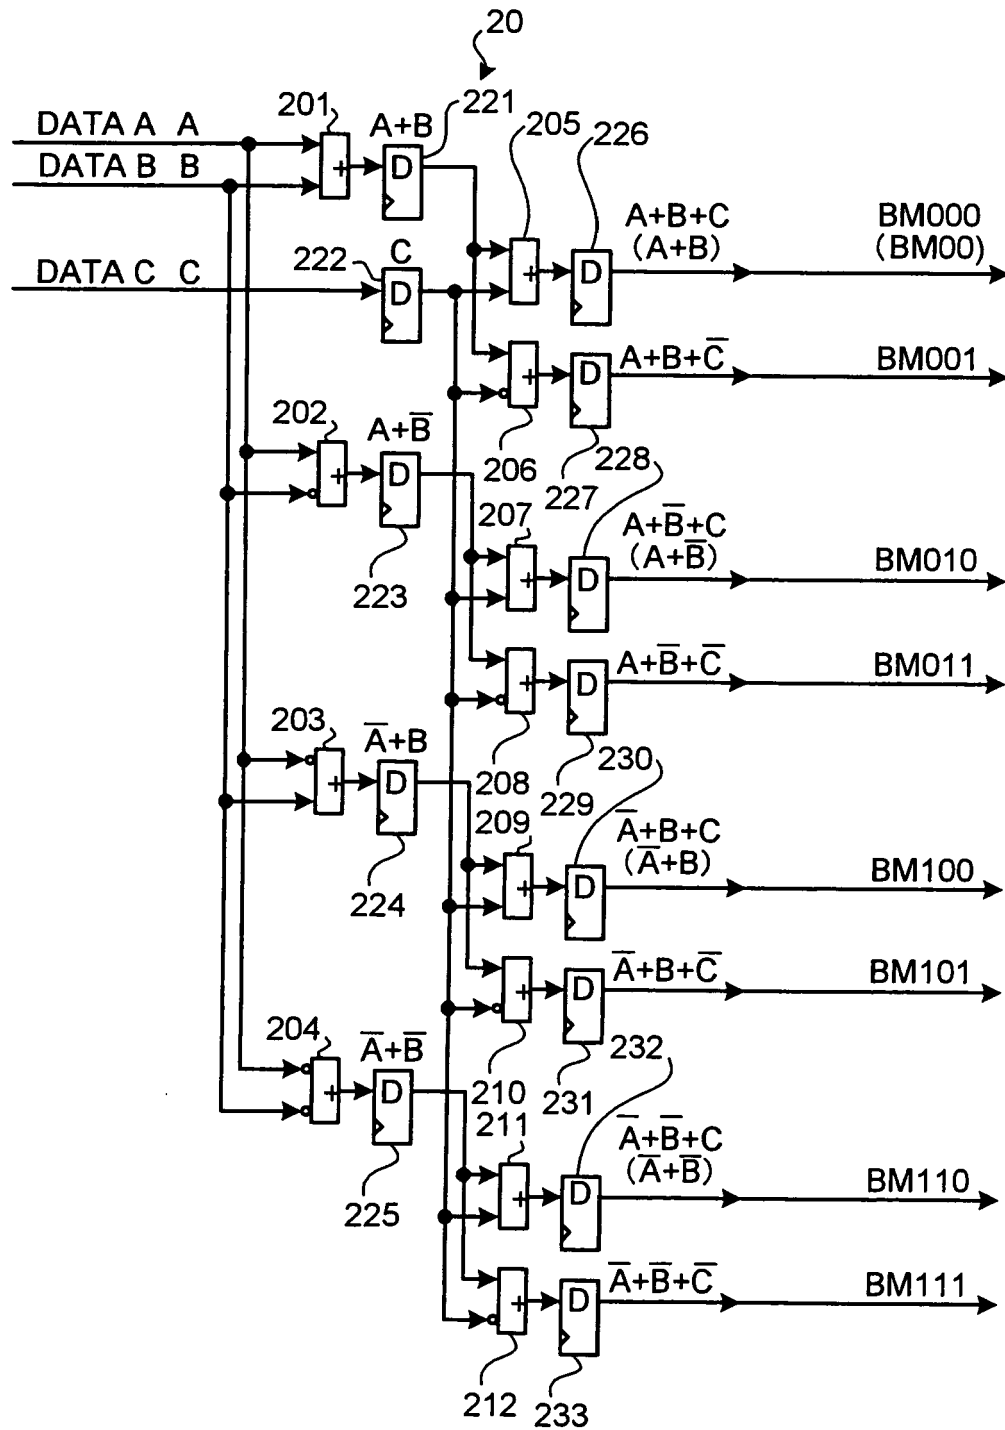 20
201
221
DATA A A
A+B
D
+
205
226
DATA B B
A+B+C
(A+B)
BM000
(BM00)
DATA C C
222
C
D
+
D
A+B+C̅
BM001
+
D
202
A+B̅
206
227
228
+
D
207
A+B̅+C
(A+B̅)
BM010
223
+
D
A+B̅+C̅
BM011
+
D
203
A̅+B
208
229
230
+
D
209
A̅+B+C
(A̅+B)
BM100
224
+
D
A̅+B+C̅
BM101
+
D
204
A̅+B̅
210
231
232
+
D
211
A̅+B̅+C
(A̅+B̅)
BM110
225
+
D
A̅+B̅+C̅
BM111
+
D
212
233